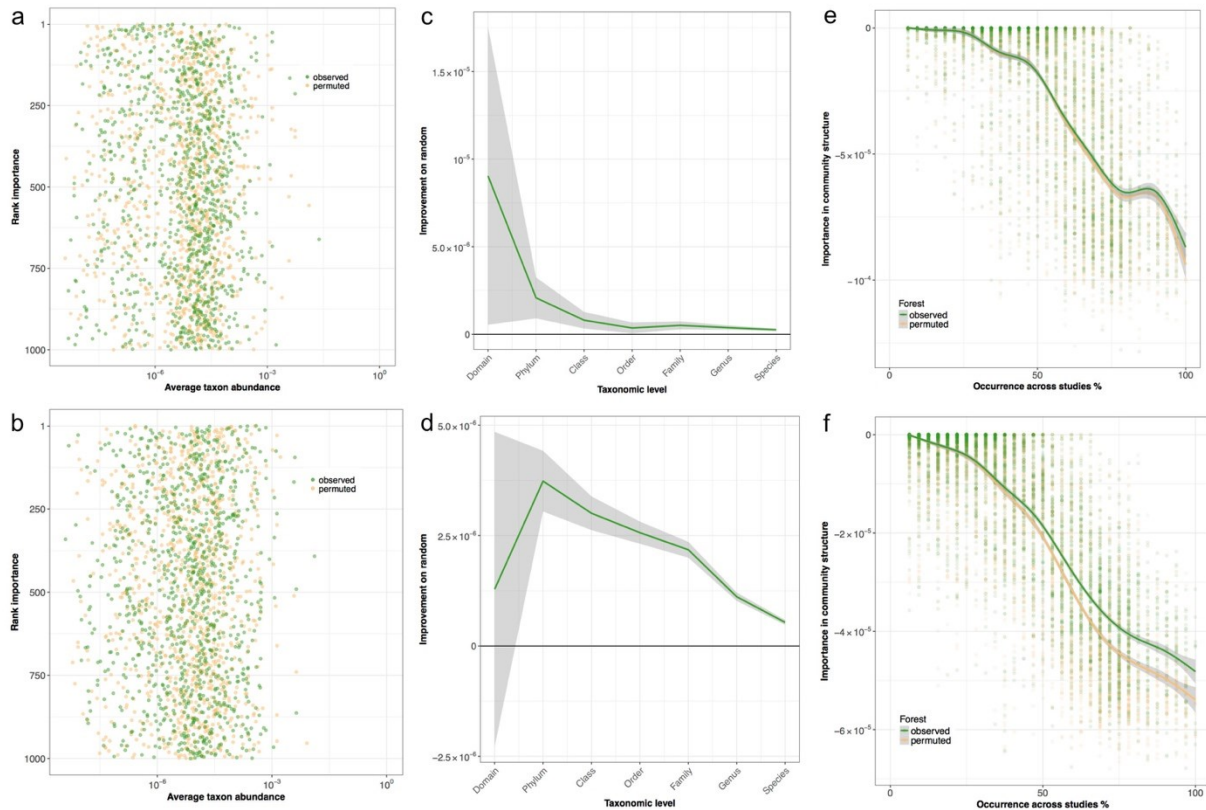 a
1
250
500
750
1000
Rank importance
observed
permuted
10⁻⁶
10⁻³
10⁰
Average taxon abundance
b
1
250
500
750
1000
Rank importance
observed
permuted
10⁻⁶
10⁻³
10⁰
Average taxon abundance
c
1.5×10⁻⁵
10⁻⁵
5.0×10⁻⁶
0
Improvement on random
Domain
Phylum
Class
Order
Family
Genus
Species
Taxonomic level
d
5.0×10⁻⁶
2.5×10⁻⁶
0
−2.5×10⁻⁶
Improvement on random
Domain
Phylum
Class
Order
Family
Genus
Species
Taxonomic level
e
0
−5×10⁻⁵
−10⁻⁴
Importance in community structure
Forest
observed
permuted
0
50
100
Occurrence across studies %
f
0
−2×10⁻⁵
−4×10⁻⁵
−6×10⁻⁵
Importance in community structure
Forest
observed
permuted
0
50
100
Occurrence across studies %